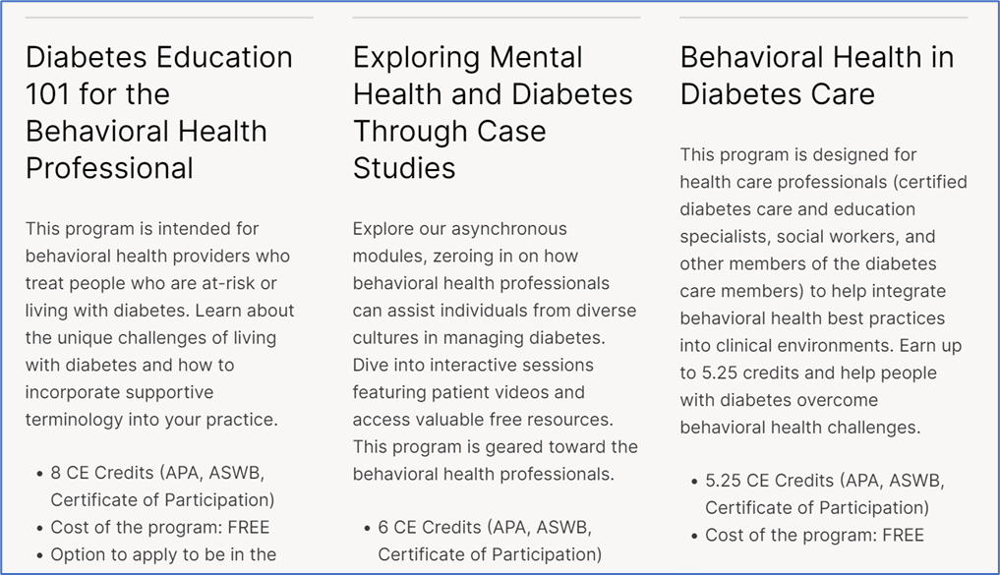 Diabetes Education
101 for the
Behavioral Health
Professional
This program is intended for
behavioral health providers who
treat people who are at-risk or
living with diabetes. Learn about
the unique challenges of living
with diabetes and how to
incorporate supportive
terminology into your practice.
• 8 CE Credits (APA, ASWB,
Certificate of Participation)
• Cost of the program: FREE
• Option to apply to be in the
Exploring Mental
Health and Diabetes
Through Case
Studies
Explore our asynchronous
modules, zeroing in on how
behavioral health professionals
can assist individuals from diverse
cultures in managing diabetes.
Dive into interactive sessions
featuring patient videos and
access valuable free resources.
This program is geared toward the
behavioral health professionals.
• 6 CE Credits (APA, ASWB,
Certificate of Participation)
Behavioral Health in
Diabetes Care
This program is designed for
health care professionals (certified
diabetes care and education
specialists, social workers, and
other members of the diabetes
care members) to help integrate
behavioral health best practices
into clinical environments. Earn up
to 5.25 credits and help people
with diabetes overcome
behavioral health challenges.
• 5.25 CE Credits (APA, ASWB,
Certificate of Participation)
• Cost of the program: FREE